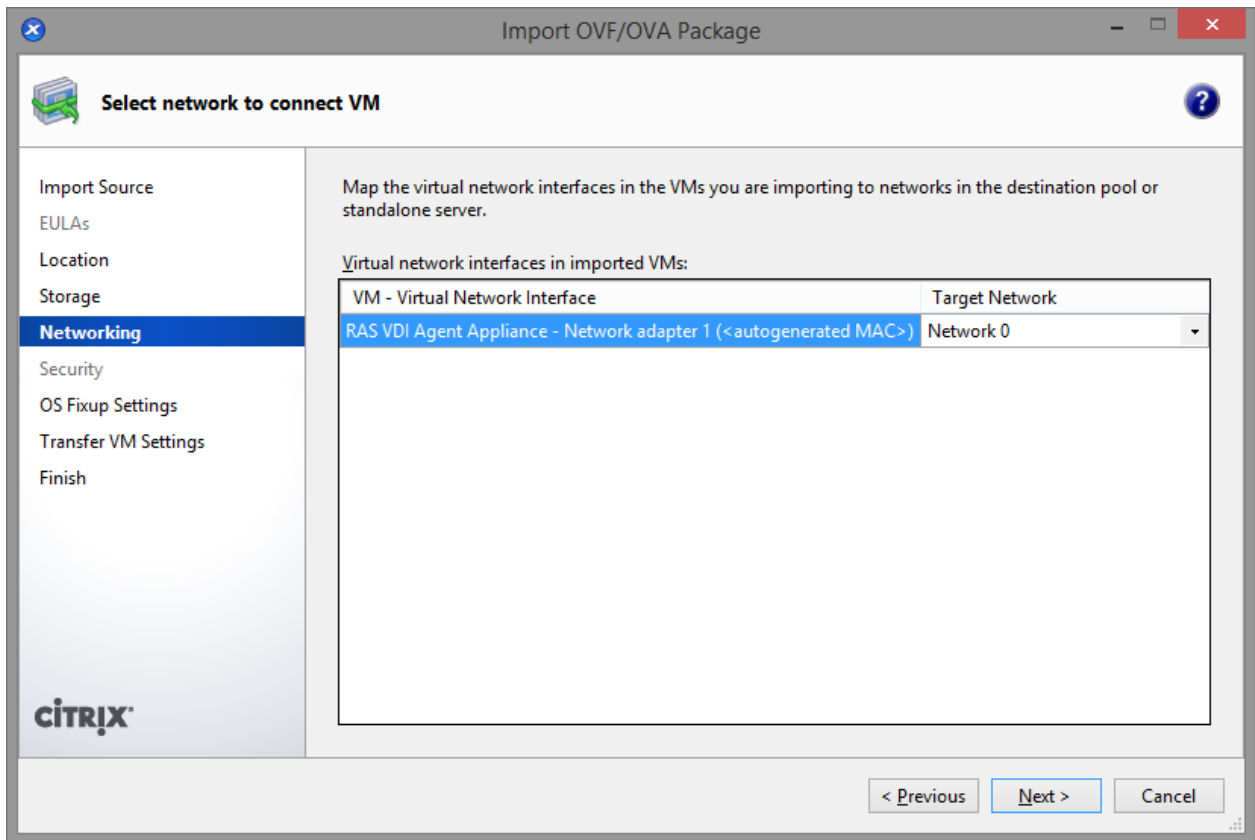 Import OVF/OVA Package
Select network to connect VM
?
Import Source
EULAs
Location
Storage
Networking
Security
OS Fixup Settings
Transfer VM Settings
Finish
CİTRIX
Map the virtual network interfaces in the VMs you are importing to networks in the destination pool or
standalone server.
Virtual network interfaces in imported VMs:
VM - Virtual Network Interface Target Network
RAS VDI Agent Appliance - Network adapter 1 (<autogenerated MAC>) Network 0
< Previous Next > Cancel